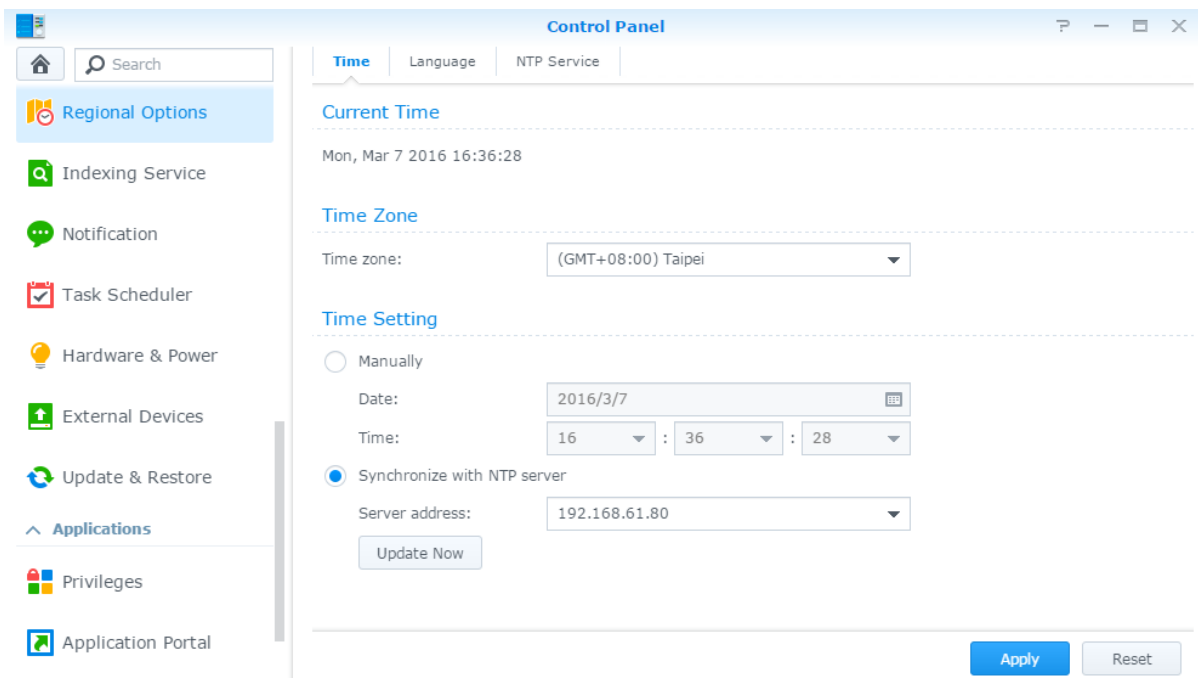 Control Panel
Search
Regional Options
Indexing Service
Notification
Task Scheduler
Hardware & Power
External Devices
Update & Restore
Applications
Privileges
Application Portal
Time Language NTP Service
Current Time
Mon, Mar 7 2016 16:36:28
Time Zone
Time zone: (GMT+08:00) Taipei
Time Setting
Manually
Date: 2016/3/7
Time: 16 : 36 : 28
Synchronize with NTP server
Server address: 192.168.61.80
Update Now
Apply Reset